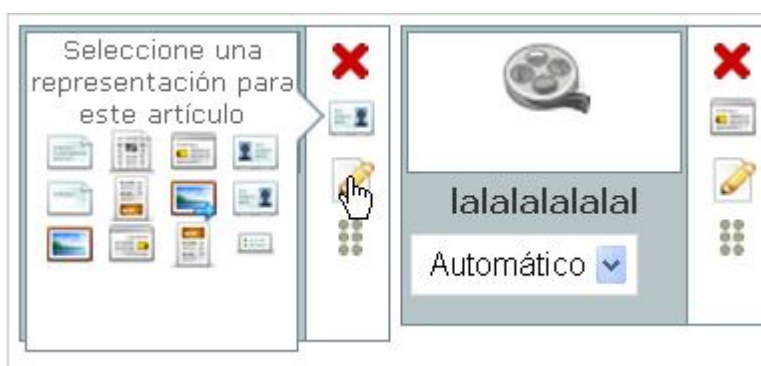 Seleccione una
representación para
este artículo
lalalalalalal
Automático